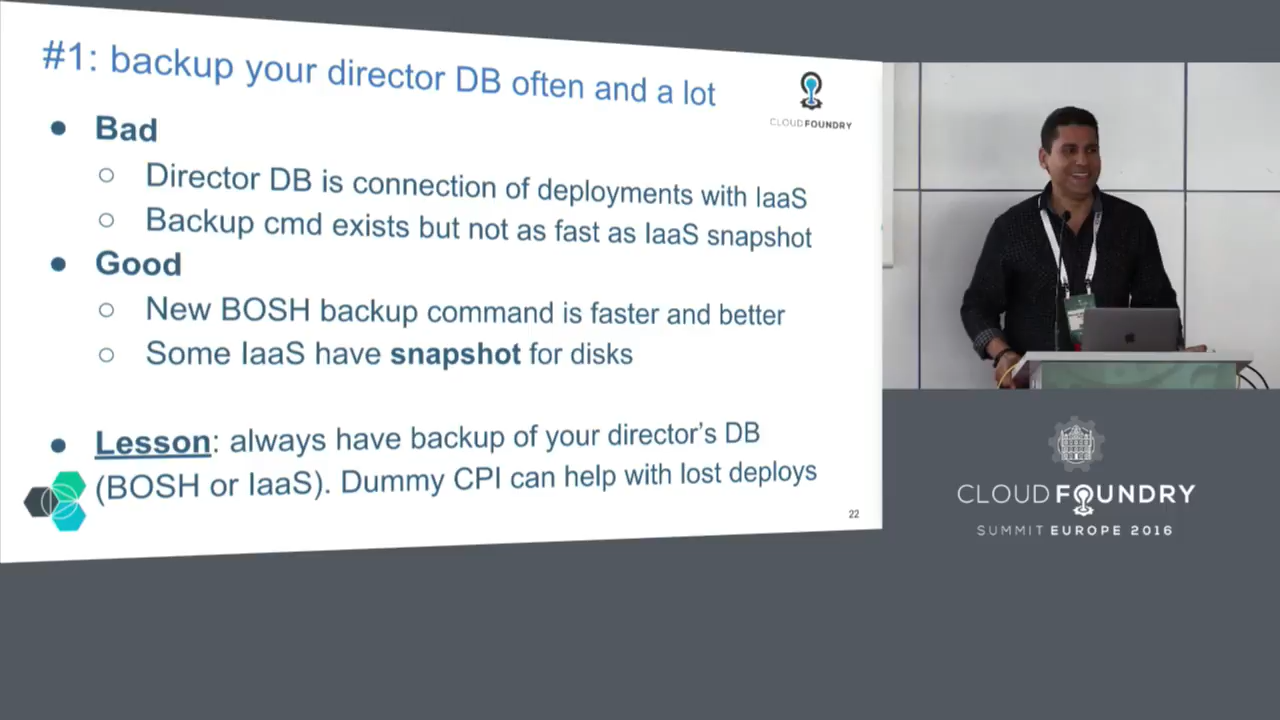 #1: backup your director DB often and a lot
CLOUD FOUNDRY
● Bad
○ Director DB is connection of deployments with IaaS
○ Backup cmd exists but not as fast as IaaS snapshot
● Good
○ New BOSH backup command is faster and better
○ Some IaaS have snapshot for disks
● Lesson: always have backup of your director's DB
(BOSH or IaaS). Dummy CPI can help with lost deploys
22
CLOUD FOUNDRY
SUMMIT EUROPE 2016